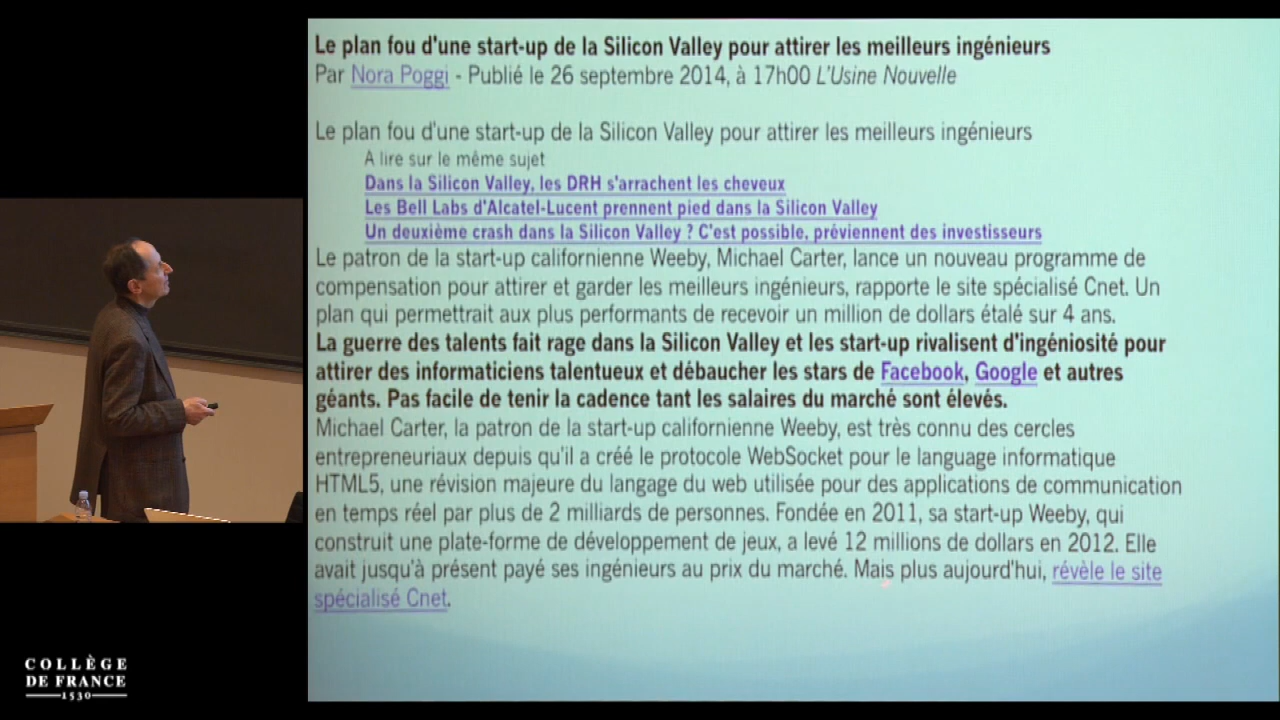 Le plan fou d'une start-up de la Silicon Valley pour attirer les meilleurs ingénieurs
Par Nora Poggi - Publié le 26 septembre 2014, à 17h00 L'Usine Nouvelle
Le plan fou d'une start-up de la Silicon Valley pour attirer les meilleurs ingénieurs
A lire sur le même sujet
Dans la Silicon Valley, les DRH s'arrachent les cheveux
Les Bell Labs d'Alcatel-Lucent prennent pied dans la Silicon Valley
Un deuxième crash dans la Silicon Valley ? C'est possible, préviennent des investisseurs
Le patron de la start-up californienne Weeby, Michael Carter, lance un nouveau programme de
compensation pour attirer et garder les meilleurs ingénieurs, rapporte le site spécialisé Cnet. Un
plan qui permettrait aux plus performants de recevoir un million de dollars étalé sur 4 ans.
La guerre des talents fait rage dans la Silicon Valley et les start-up rivalisent d'ingéniosité pour
attirer des informaticiens talentueux et débaucher les stars de Facebook, Google et autres
géants. Pas facile de tenir la cadence tant les salaires du marché sont élevés.
Michael Carter, la patron de la start-up californienne Weeby, est très connu des cercles
entrepreneuriaux depuis qu'il a créé le protocole WebSocket pour le language informatique
HTML5, une révision majeure du langage du web utilisée pour des applications de communication
en temps réel par plus de 2 milliards de personnes. Fondée en 2011, sa start-up Weeby, qui
construit une plate-forme de développement de jeux, a levé 12 millions de dollars en 2012. Elle
avait jusqu'à présent payé ses ingénieurs au prix du marché. Mais plus aujourd'hui, révèle le site
spécialisé Cnet.
COLLÈGE
DE FRANCE
1530